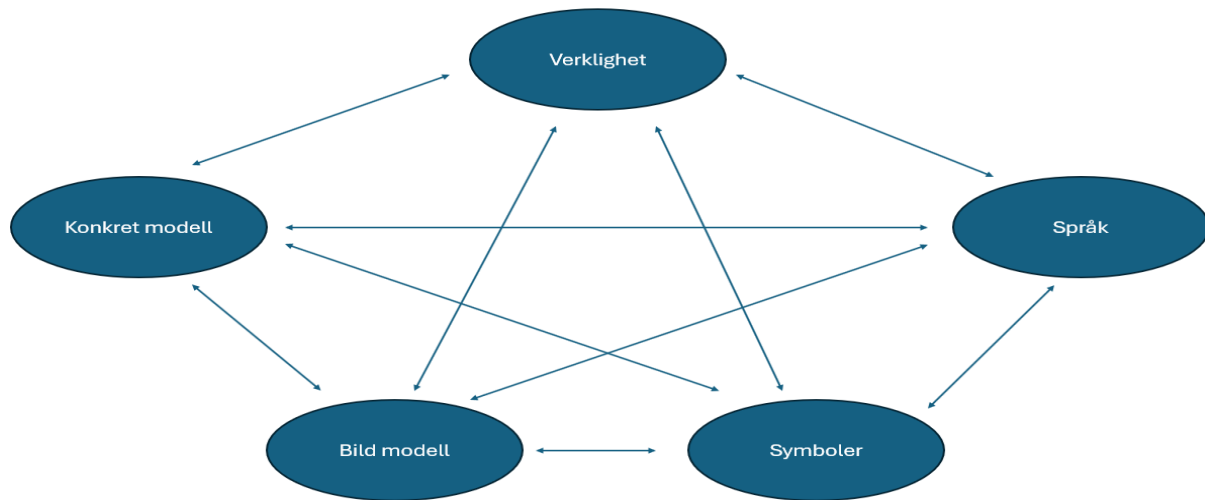 Verklighet
Konkret modell
Språk
Bild modell
Symboler